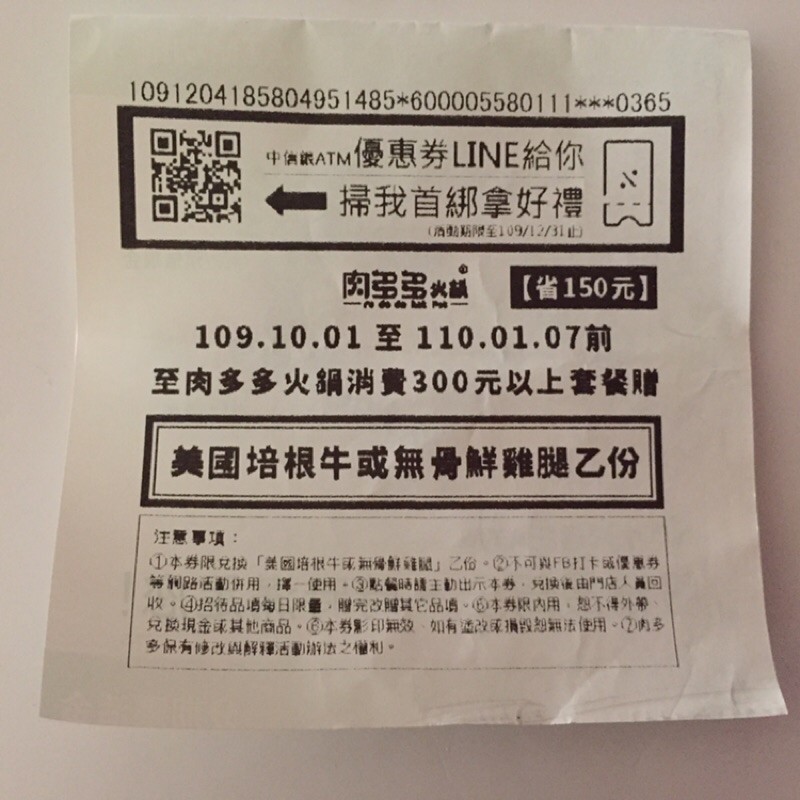 1091204185804951485*600005580111***0365
中信銀ATM優惠券LINE給你
掃我首綁拿好禮
(活動期限至109/12/31止)
肉多多火鍋®
【省150元】
109.10.01 至 110.01.07前
至肉多多火鍋消費300元以上套餐贈
美國培根牛或無骨鮮雞腿乙份
注意事項：
①本券限兌換「美國培根牛或無骨鮮雞腿」乙份。②不可與FB打卡或優惠券
等網路活動併用，擇一使用。③點餐時請主動出示本券，兌換後由門店人員回
收。④招待品項每日限量，贈完改贈其它品項。⑤本券限內用，恕不得外帶、
兌換現金或其他商品。⑥本券影印無效、如有塗改或損毀恕無法使用。⑦肉多
多保有修改與解釋活動辦法之權利。